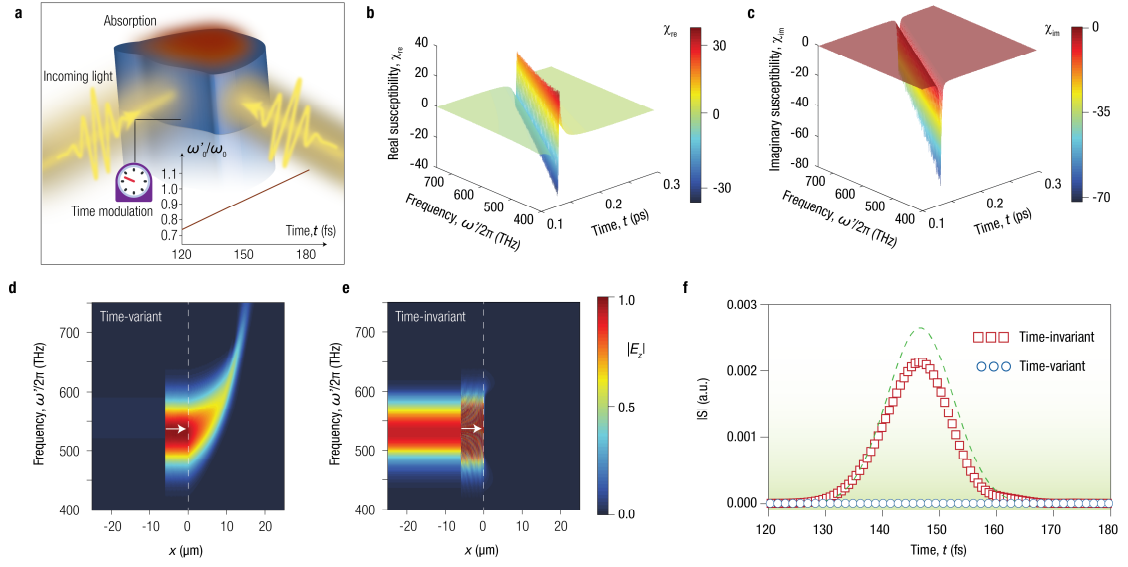 a
Absorption
Incoming light
Time modulation
ω'₀/ω₀
1.1
1.0
0.9
0.8
0.7
Time, t (fs)
120
150
180
b
Real susceptibility, χre
40
20
0
-20
-40
700
600
500
400
Frequency, ω'/2π (THz)
0.1
0.2
0.3
Time, t (ps)
χre
30
0
-30
c
Imaginary susceptibility, χim
0
-20
-40
-60
-80
700
600
500
400
Frequency, ω'/2π (THz)
0.1
0.2
0.3
Time, t (ps)
χim
0
-35
-70
d
Time-variant
Frequency, ω'/2π (THz)
700
600
500
400
-20
-10
0
10
20
x (μm)
e
Time-invariant
Frequency, ω'/2π (THz)
700
600
500
400
-20
-10
0
10
20
x (μm)
1.0
|Ez|
0.5
0.0
f
IS (a.u.)
0.003
0.002
0.001
0.000
Time-invariant
Time-variant
120
130
140
150
160
170
180
Time, t (fs)